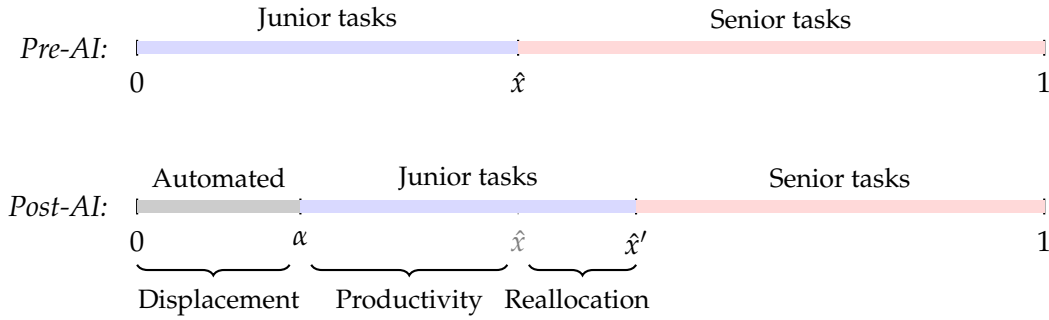 Junior tasks Senior tasks
Pre-AI:
0 x̂ 1
Automated Junior tasks Senior tasks
Post-AI:
0 α x̂ x̂′ 1
Displacement Productivity Reallocation